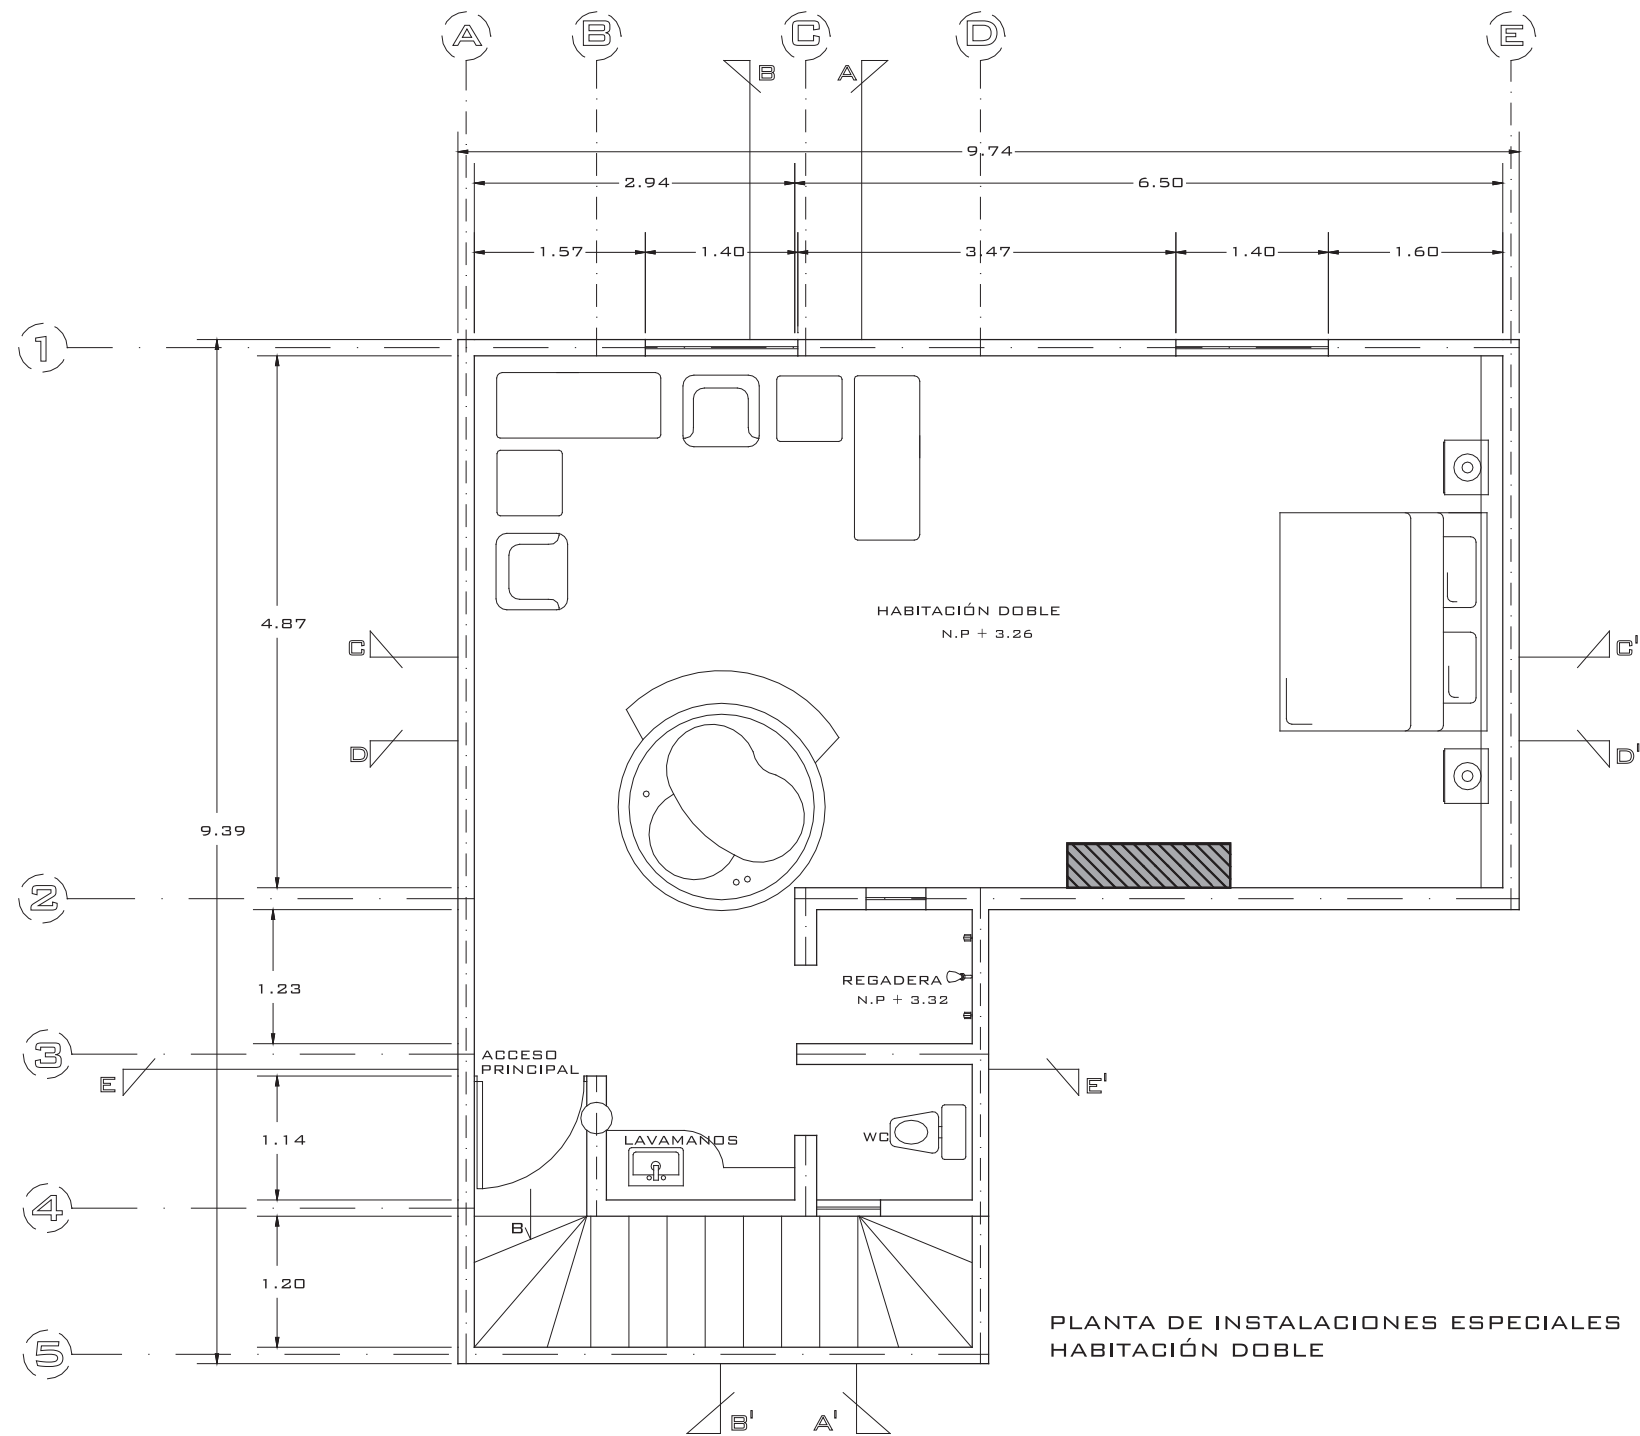 A B C D E
B A
9.74
2.94 6.50
1.57 1.40 3.47 1.40 1.60
1
HABITACIÓN DOBLE
N.P + 3.26
4.87
C C'
D D'
9.39
2
REGADERA
N.P + 3.32
1.23
3
ACCESO
PRINCIPAL
E E'
1.14
LAVAMANOS
WC
4
B
1.20
PLANTA DE INSTALACIONES ESPECIALES
HABITACIÓN DOBLE
5
B' A'